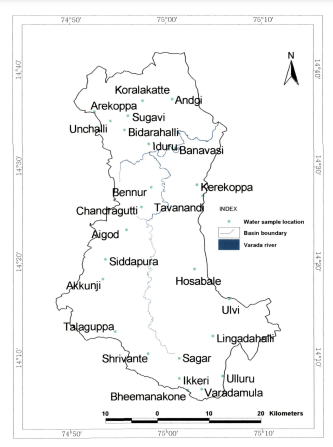 74°50' 75°00' 75°10'
14°40' 14°40'
N
Koralakatte
Arekoppa Andgi
Sugavi
Unchalli Bidarahalli
Iduru Banavasi
14°30' 14°30'
Bennur Kerekoppa
Chandragutti Tavanandi
INDEX
Water sample location
Basin boundary
Varada river
Aigod
14°20' 14°20'
Siddapura
Akkunji Hosabale
Ulvi
Talaguppa Lingadahalli
14°10' 14°10'
Shrivante Sagar
Ikkeri Ulluru
Bheemanakone Varadamula
10 0 10 20 Kilometers
74°50' 75°00' 75°10'